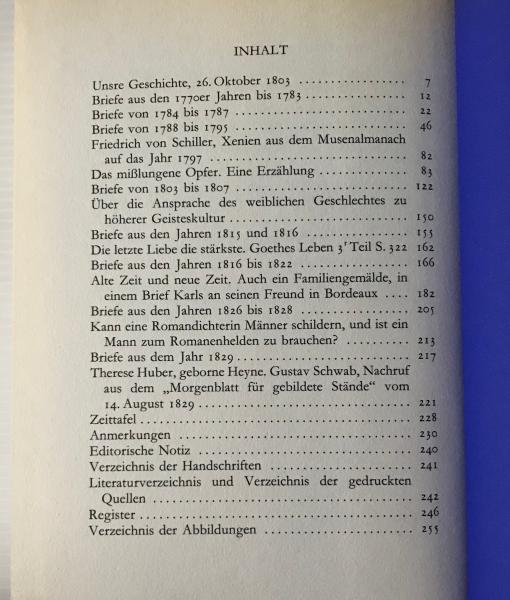 INHALT
Unsre Geschichte, 26. Oktober 1803 ................. 7
Briefe aus den 1770er Jahren bis 1783 ................. 12
Briefe von 1784 bis 1787 ................. 22
Briefe von 1788 bis 1795 ................. 46
Friedrich von Schiller, Xenien aus dem Musenalmanach
auf das Jahr 1797 ................. 82
Das mißlungne Opfer. Eine Erzählung ................. 83
Briefe von 1803 bis 1807 ................. 122
Über die Ansprache des weiblichen Geschlechtes zu
höherer Geisteskultur ................. 150
Briefe aus den Jahren 1815 und 1816 ................. 155
Die letzte Liebe die stärkste. Goethes Leben 3ʳ Teil S. 322 162
Briefe aus den Jahren 1816 bis 1822 ................. 166
Alte Zeit und neue Zeit. Auch ein Familiengemälde, in
einem Brief Karls an seinen Freund in Bordeaux .... 182
Briefe aus den Jahren 1826 bis 1828 ................. 205
Kann eine Romandichterin Männer schildern, und ist ein
Mann zum Romanenhelden zu brauchen? .......... 213
Briefe aus dem Jahr 1829 ................. 217
Therese Huber, geborne Heyne. Gustav Schwab, Nachruf
aus dem „Morgenblatt für gebildete Stände“ vom
14. August 1829 ................. 221
Zeittafel ................. 228
Anmerkungen ................. 230
Editorische Notiz ................. 240
Verzeichnis der Handschriften ................. 241
Literaturverzeichnis und Verzeichnis der gedruckten
Quellen ................. 242
Register ................. 246
Verzeichnis der Abbildungen ................. 255